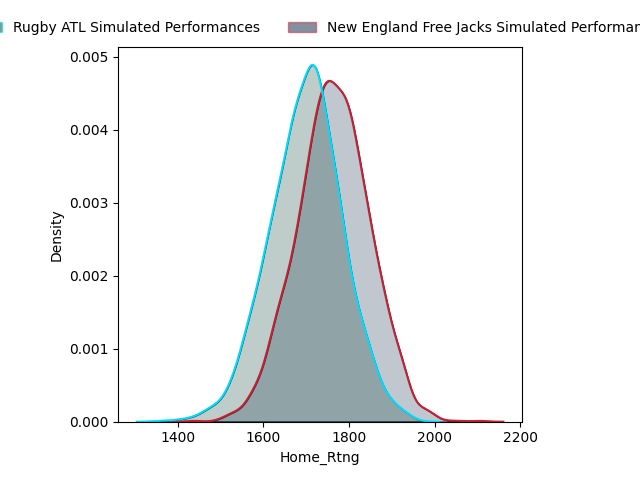 Rugby ATL Simulated Performances
New England Free Jacks Simulated
0.005
0.004
0.003
0.002
0.001
0.000
Density
1400 1600 1800 2000 2200
Home_Rtng